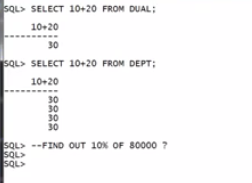 SQL> SELECT 10+20 FROM DUAL;
10+20
----------
30
SQL> SELECT 10+20 FROM DEPT;
10+20
----------
30
30
30
30
SQL> --FIND OUT 10% OF 80000 ?
SQL>
SQL>